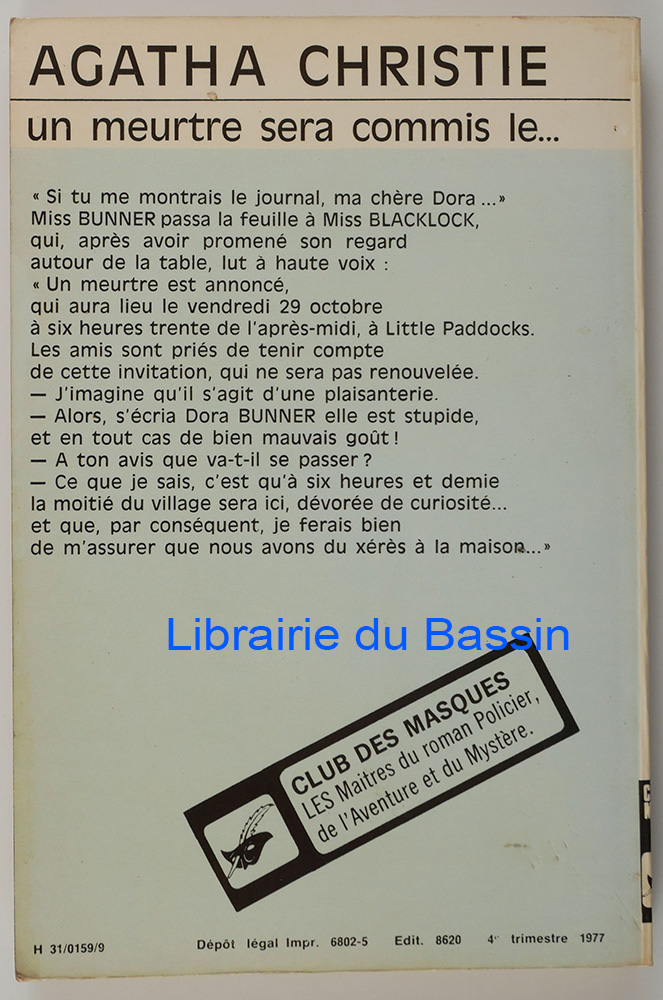 AGATHA CHRISTIE
un meurtre sera commis le...
« Si tu me montrais le journal, ma chère Dora ...»
Miss BUNNER passa la feuille à Miss BLACKLOCK,
qui, après avoir promené son regard
autour de la table, lut à haute voix :
« Un meurtre est annoncé,
qui aura lieu le vendredi 29 octobre
à six heures trente de l'après-midi, à Little Paddocks.
Les amis sont priés de tenir compte
de cette invitation, qui ne sera pas renouvelée.
— J'imagine qu'il s'agit d'une plaisanterie.
— Alors, s'écria Dora BUNNER elle est stupide,
et en tout cas de bien mauvais goût !
— A ton avis que va-t-il se passer ?
— Ce que je sais, c'est qu'à six heures et demie
la moitié du village sera ici, dévorée de curiosité...
et que, par conséquent, je ferais bien
de m'assurer que nous avons du xérès à la maison...»
Librairie du Bassin
CLUB DES MASQUES
LES Maitres du roman Policier,
de l'Aventure et du Mystère.
H 31/0159/9 Dépôt légal Impr. 6802-5 Edit. 8620 4e trimestre 1977